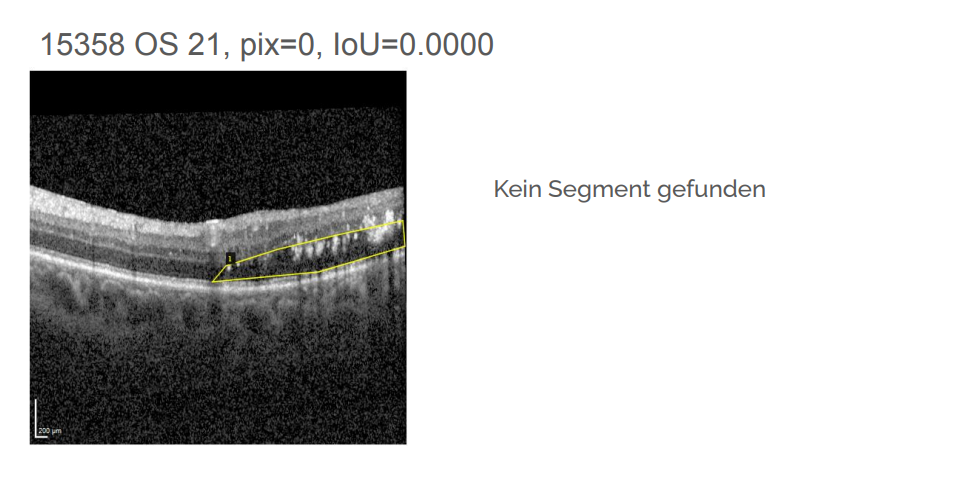 15358 OS 21, pix=0, IoU=0.0000
Kein Segment gefunden
1
200 µm